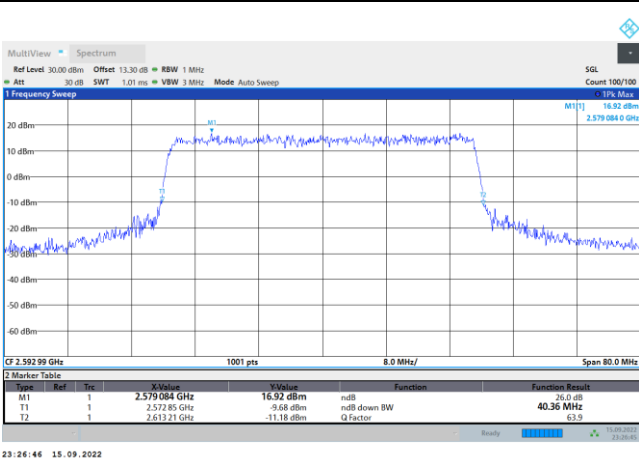 MultiView Spectrum
Ref Level 30.00 dBm Offset 13.30 dB RBW 1 MHz SGL
Att 30 dB SWT 1.01 ms VBW 3 MHz Mode Auto Sweep Count 100/100
1 Frequency Sweep 1Pk Max
M1[1] 16.92 dBm
2.579 084 0 GHz
M1
20 dBm
10 dBm
0 dBm
T1 T2
-10 dBm
-20 dBm
-30 dBm
-40 dBm
-50 dBm
-60 dBm
CF 2.592 99 GHz 1001 pts 8.0 MHz/ Span 80.0 MHz
2 Marker Table
Type Ref Trc X-Value Y-Value Function Function Result
M1 1 2.579 084 GHz 16.92 dBm ndB 26.0 dB
T1 1 2.572 85 GHz -9.68 dBm ndB down BW 40.36 MHz
T2 1 2.613 21 GHz -11.18 dBm Q Factor 63.9
Ready 15.09.2022
23:26:45
23:26:46 15.09.2022